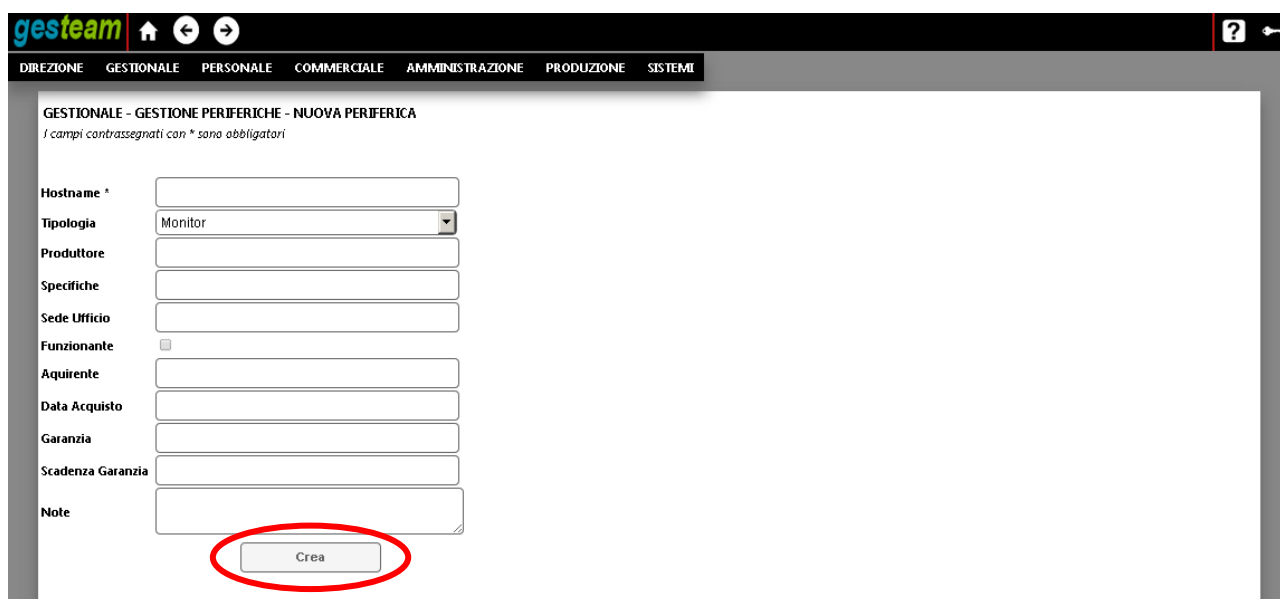 gesteam
?
DIREZIONE GESTIONALE PERSONALE COMMERCIALE AMMINISTRAZIONE PRODUZIONE SISTEMI
GESTIONALE - GESTIONE PERIFERICHE - NUOVA PERIFERICA
I campi contrassegnati con * sono obbligatori
Hostname *
Tipologia Monitor
Produttore
Specifiche
Sede Ufficio
Funzionante
Aquirente
Data Acquisto
Garanzia
Scadenza Garanzia
Note
Crea